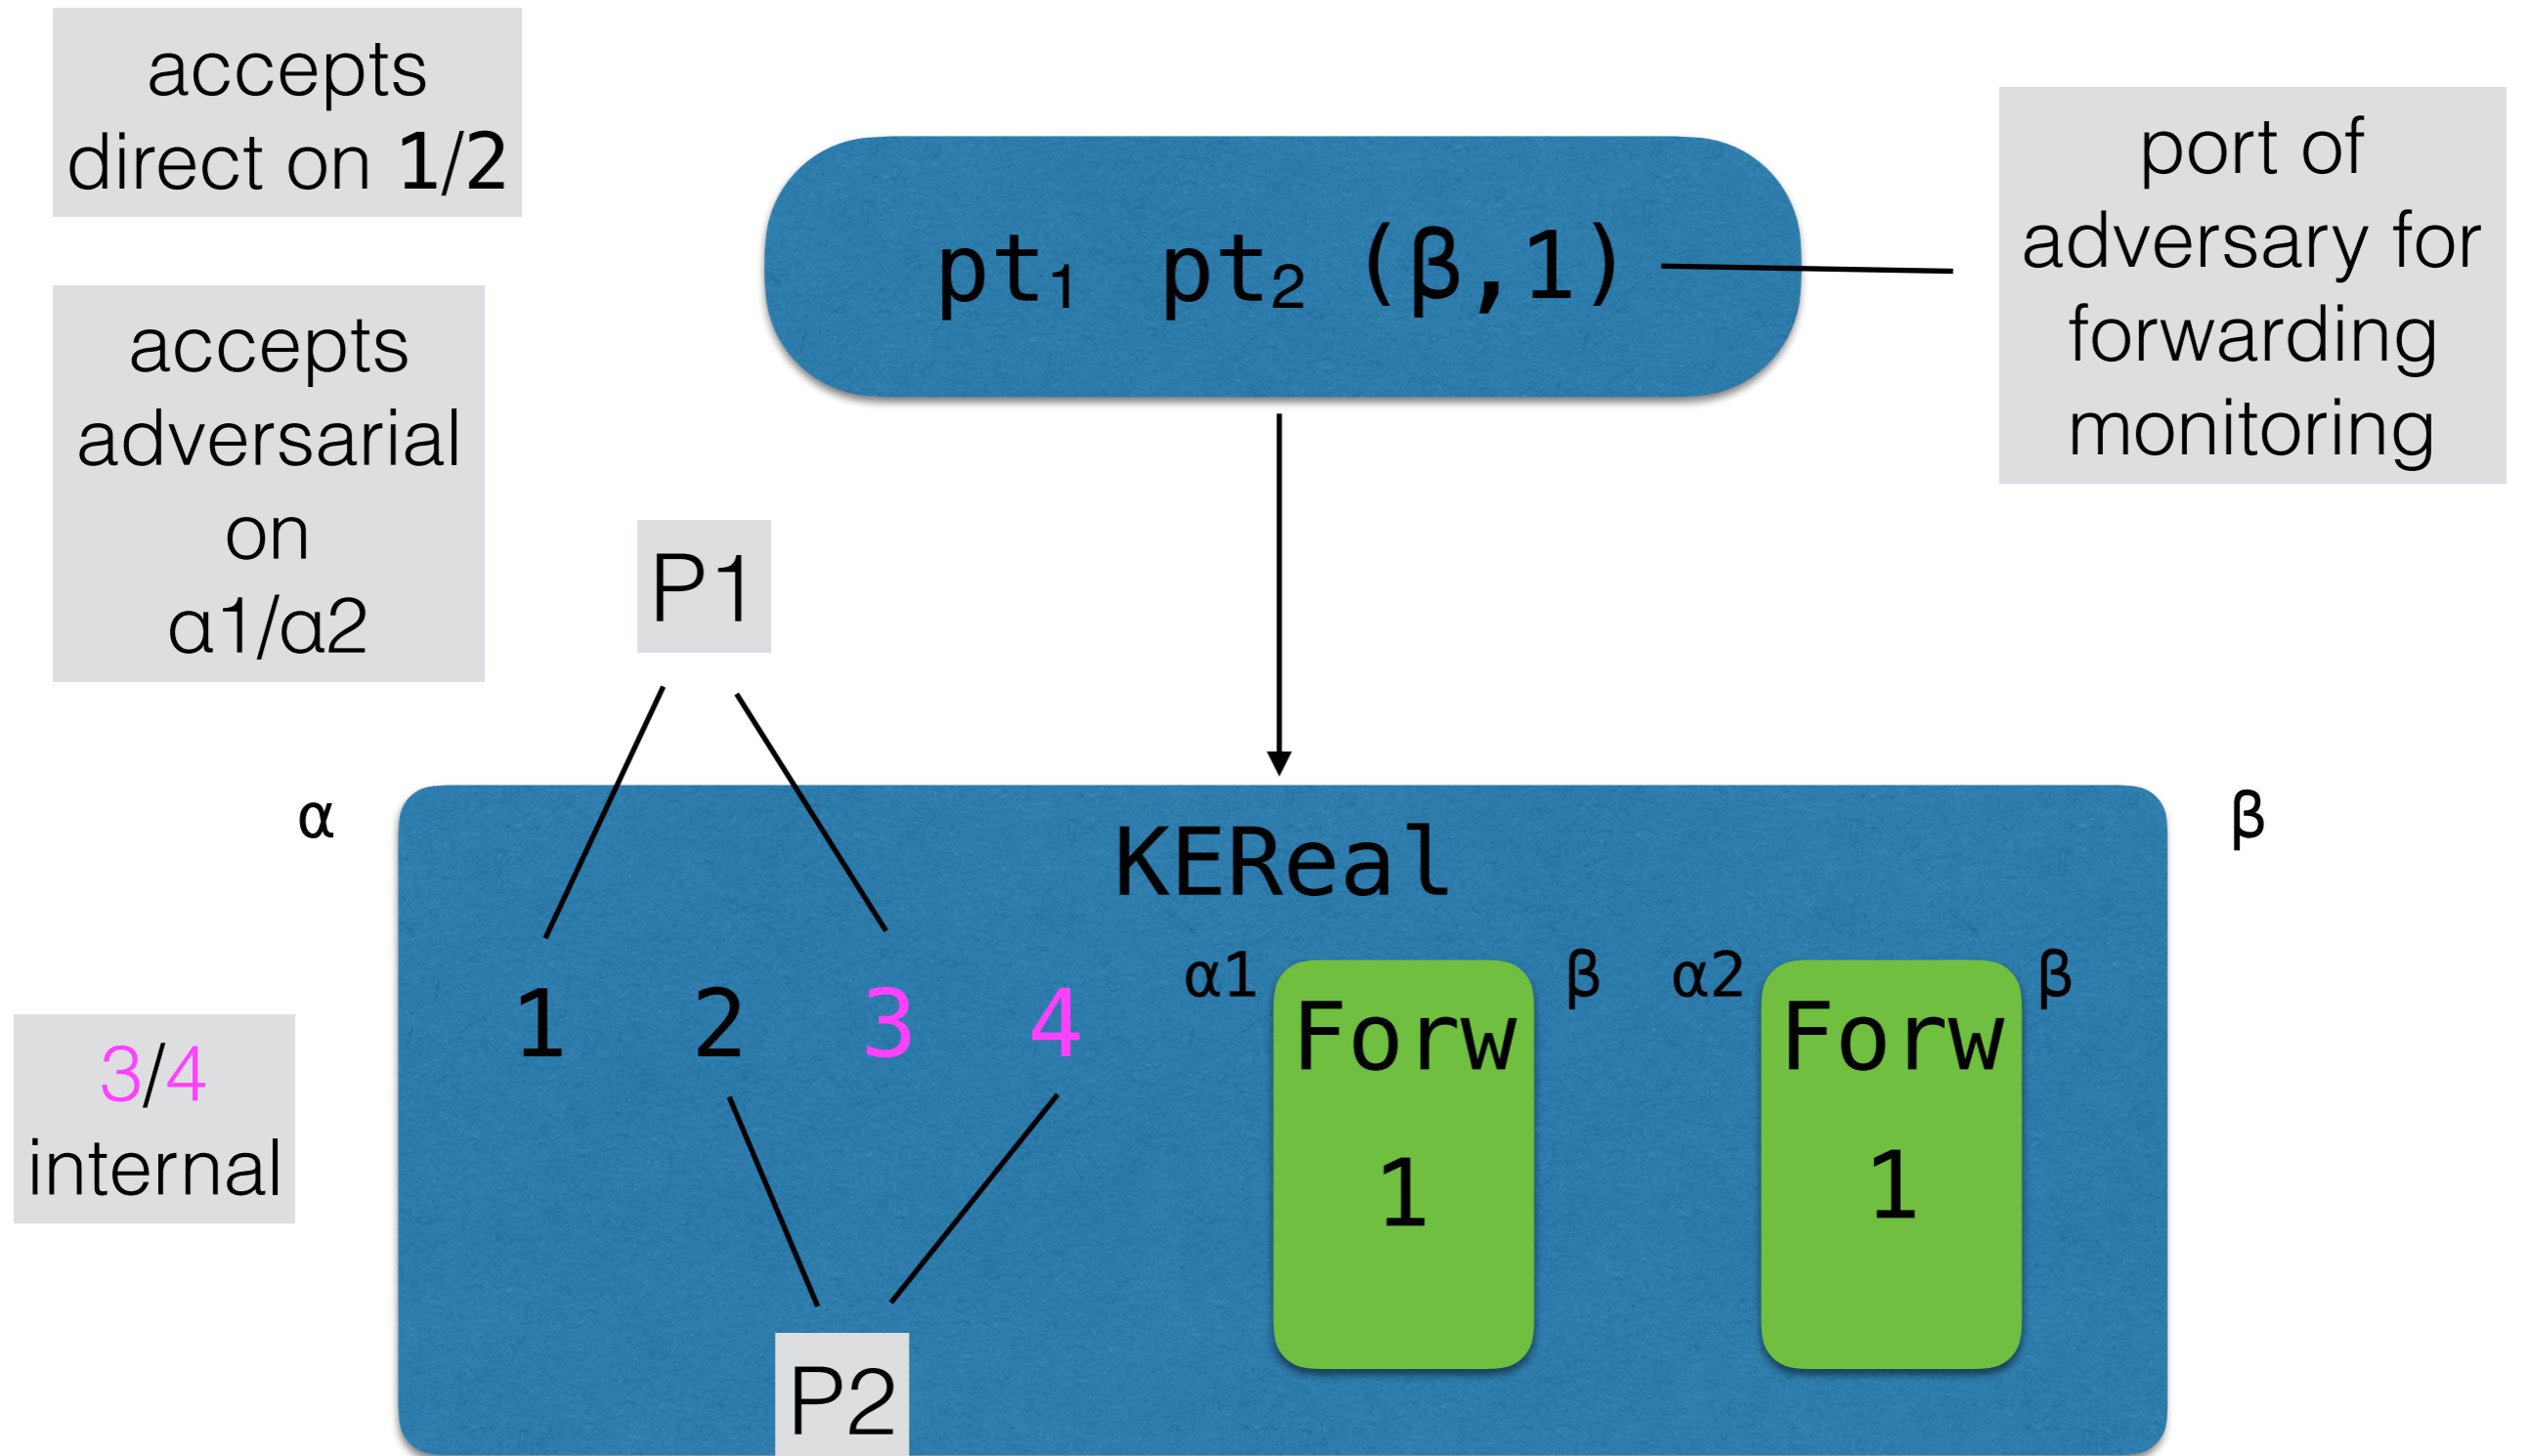 accepts
direct on 1/2
accepts
adversarial
on
α1/α2
pt₁ pt₂ (β,1)
port of
adversary for
forwarding
monitoring
P1
α
β
KEReal
1 2 3 4
α1
Forw
1
β
α2
Forw
1
β
3/4
internal
P2